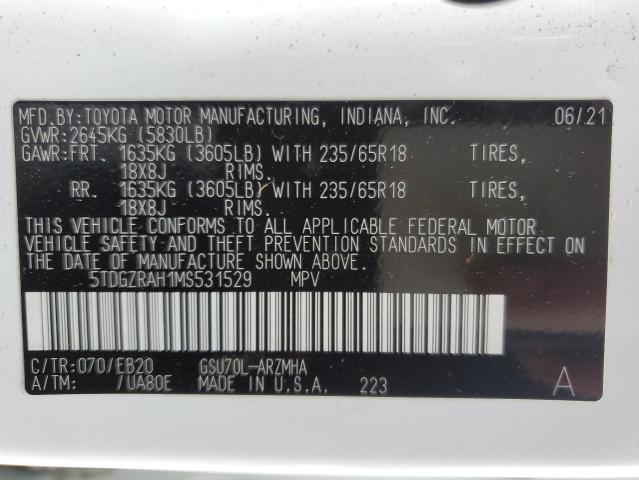 MFD.BY:TOYOTA MOTOR MANUFACTURING, INDIANA, INC. 06/21
GVWR:2645KG (5830LB)
GAWR:FRT. 1635KG (3605LB) WITH 235/65R18 TIRES,
18X8J RIMS.
RR. 1635KG (3605LB) WITH 235/65R18 TIRES,
18X8J RIMS.
THIS VEHICLE CONFORMS TO ALL APPLICABLE FEDERAL MOTOR
VEHICLE SAFETY AND THEFT PREVENTION STANDARDS IN EFFECT ON
THE DATE OF MANUFACTURE SHOWN ABOVE.
5TDGZRAH1MS531529 MPV
C/TR:070/EB20 GSU70L-ARZMHA
A/TM: /UA80E MADE IN U.S.A. 223 A